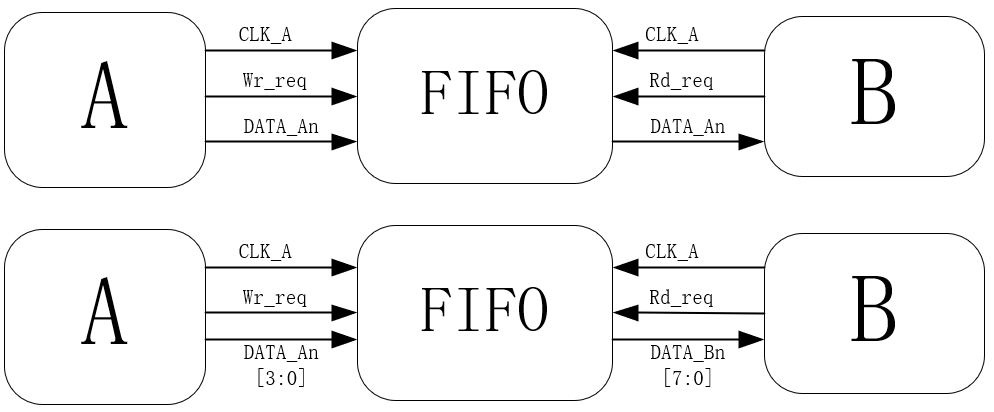 A
CLK_A
Wr_req
DATA_An
FIFO
CLK_A
Rd_req
DATA_An
B
A
CLK_A
Wr_req
DATA_An
[3:0]
FIFO
CLK_A
Rd_req
DATA_Bn
[7:0]
B